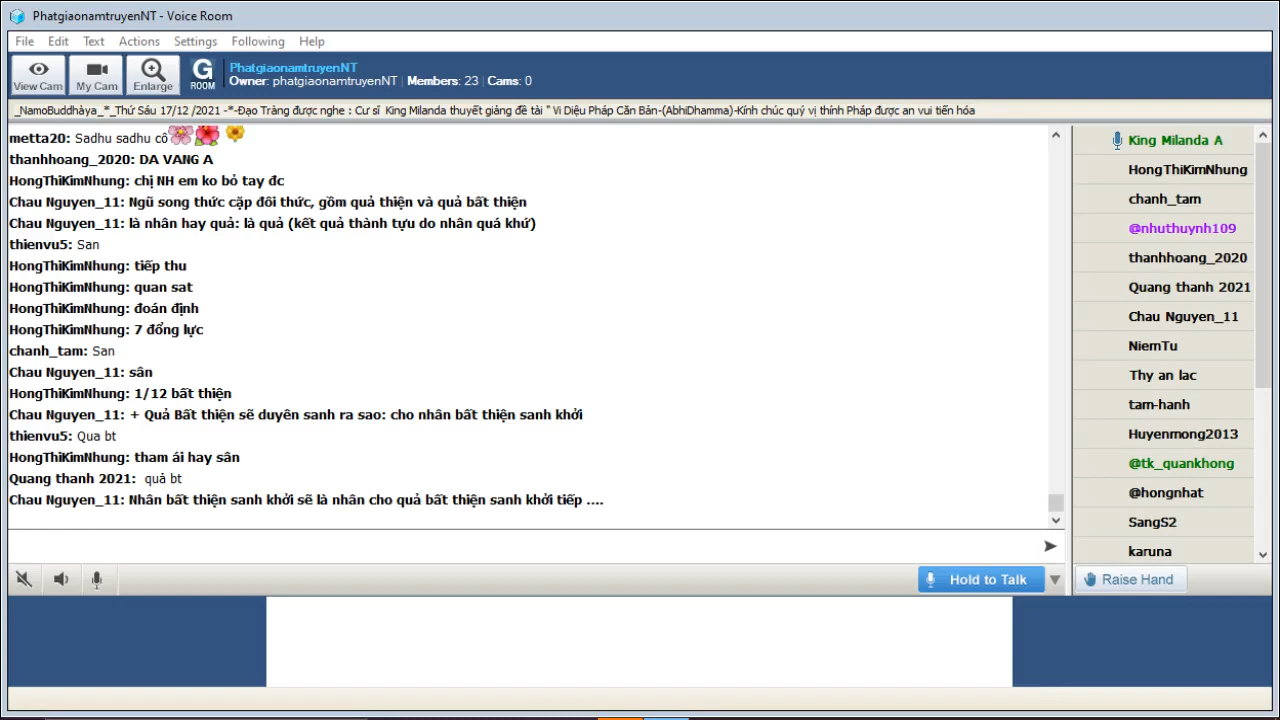 PhatgiaonamtruyenNT - Voice Room
File Edit Text Actions Settings Following Help
View Cam My Cam Enlarge G ROOM
PhatgiaonamtruyenNT
Owner: phatgiaonamtruyenNT | Members: 23 | Cams: 0
_NamoBuddhàya_*_Thứ Sáu 17/12 /2021 -*-Đạo Tràng được nghe : Cư sĩ King Milanda thuyết giảng đề tài " Vi Diệu Pháp Căn Bản-(AbhiDhamma)-Kính chúc quý vị thính Pháp được an vui tiến hóa
metta20: Sadhu sadhu cô
thanhhoang_2020: DA VANG A
HongThiKimNhung: chị NH em ko bỏ tay đc
Chau Nguyen_11: Ngũ song thức cặp đôi thức, gồm quả thiện và quả bất thiện
Chau Nguyen_11: là nhân hay quả: là quả (kết quả thành tựu do nhân quá khứ)
thienvu5: San
HongThiKimNhung: tiếp thu
HongThiKimNhung: quan sat
HongThiKimNhung: đoán định
HongThiKimNhung: 7 đổng lực
chanh_tam: San
Chau Nguyen_11: sân
HongThiKimNhung: 1/12 bất thiện
Chau Nguyen_11: + Quả Bất thiện sẽ duyên sanh ra sao: cho nhân bất thiện sanh khởi
thienvu5: Qua bt
HongThiKimNhung: tham ái hay sân
Quang thanh 2021: quả bt
Chau Nguyen_11: Nhân bất thiện sanh khởi sẽ là nhân cho quả bất thiện sanh khởi tiếp ....
King Milanda A
HongThiKimNhung
chanh_tam
@nhuthuynh109
thanhhoang_2020
Quang thanh 2021
Chau Nguyen_11
NiemTu
Thy an lac
tam-hanh
Huyenmong2013
@tk_quankhong
@hongnhat
SangS2
karuna
Hold to Talk
Raise Hand